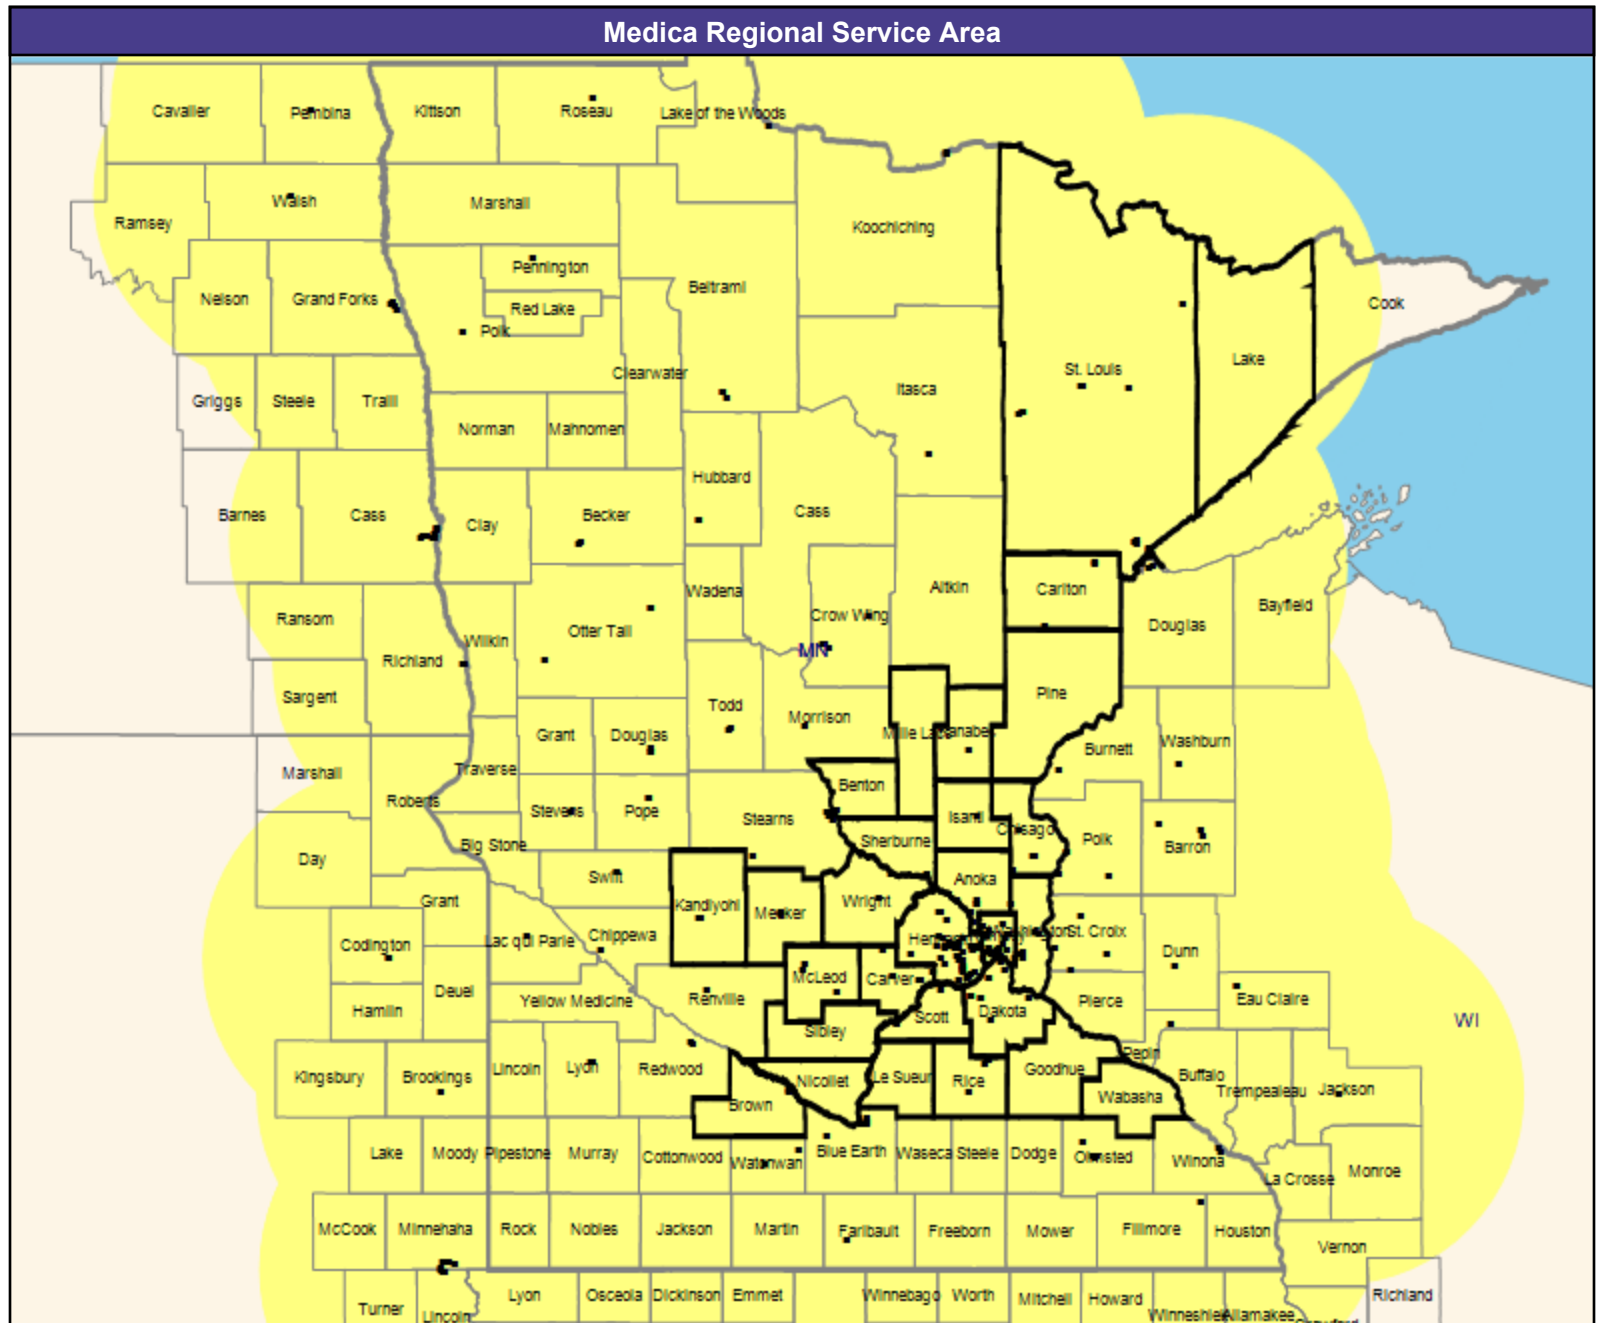 Medica Regional Service Area
Cavalier Pembina Kittson Roseau Lake of the Woods
Ramsey Walsh Marshall Koochiching
Nelson Grand Forks Pennington Red Lake Polk Beltrami Cook
Griggs Steele Traill Clearwater Itasca St. Louis Lake
Norman Mahnomen
Barnes Cass Clay Becker Hubbard Cass
Ransom Richland Wilkin Otter Tail Wadena Crow Wing Aitkin Carlton Douglas Bayfield
MN
Sargent Todd Morrison Pine
Grant Douglas Mille Lacs Kanabec Burnett Washburn
Marshall Traverse Benton
Roberts Stevens Pope Stearns Isanti Chisago Polk Barron
Day Big Stone Sherburne
Swift Anoka
Grant Kandiyohi Meeker Wright
Codington Lac qui Parle Chippewa St. Croix Dunn
Hamlin Deuel Yellow Medicine Renville McLeod Carver Scott Dakota Pierce Eau Claire
WI
Sibley
Kingsbury Brookings Lincoln Lyon Redwood Nicollet Le Sueur Rice Goodhue Pepin Buffalo Trempealeau Jackson
Brown Wabasha
Lake Moody Pipestone Murray Cottonwood Watonwan Blue Earth Waseca Steele Dodge Olmsted Winona La Crosse Monroe
McCook Minnehaha Rock Nobles Jackson Martin Faribault Freeborn Mower Fillmore Houston Vernon
Turner Lincoln Lyon Osceola Dickinson Emmet Winnebago Worth Mitchell Howard Winneshiek Allamakee Crawford Richland